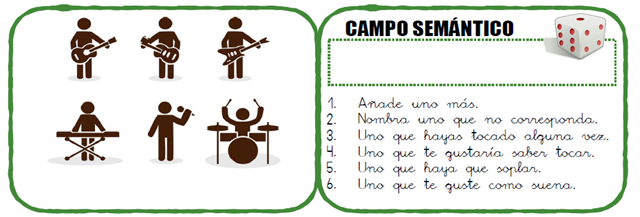 CAMPO SEMÁNTICO
1. Añade uno más.
2. Nombra uno que no corresponda.
3. Uno que hayas tocado alguna vez.
4. Uno que te gustaría saber tocar.
5. Uno que haya que soplar.
6. Uno que te guste como suena.